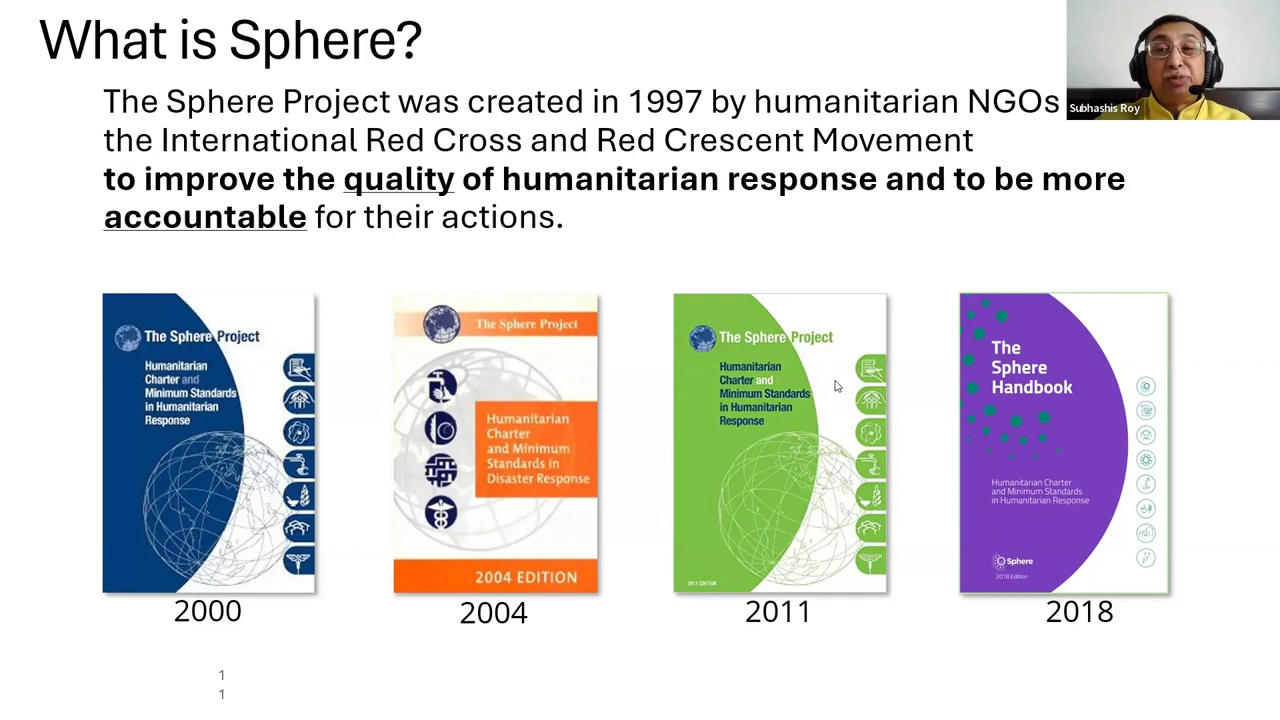 What is Sphere?
The Sphere Project was created in 1997 by humanitarian NGOs
the International Red Cross and Red Crescent Movement
to improve the quality of humanitarian response and to be more
accountable for their actions.
Subhashis Roy
The Sphere Project
Humanitarian
Charter and
Minimum Standards
in Humanitarian
Response
2000
The Sphere Project
Humanitarian
Charter
and Minimum
Standards in
Disaster Response
2004 EDITION
2004
The Sphere Project
Humanitarian
Charter and
Minimum Standards
in Humanitarian
Response
2011 EDITION
2011
The
Sphere
Handbook
Humanitarian Charter
and Minimum Standards
in Humanitarian Response
Sphere
2018 Edition
2018
1
1